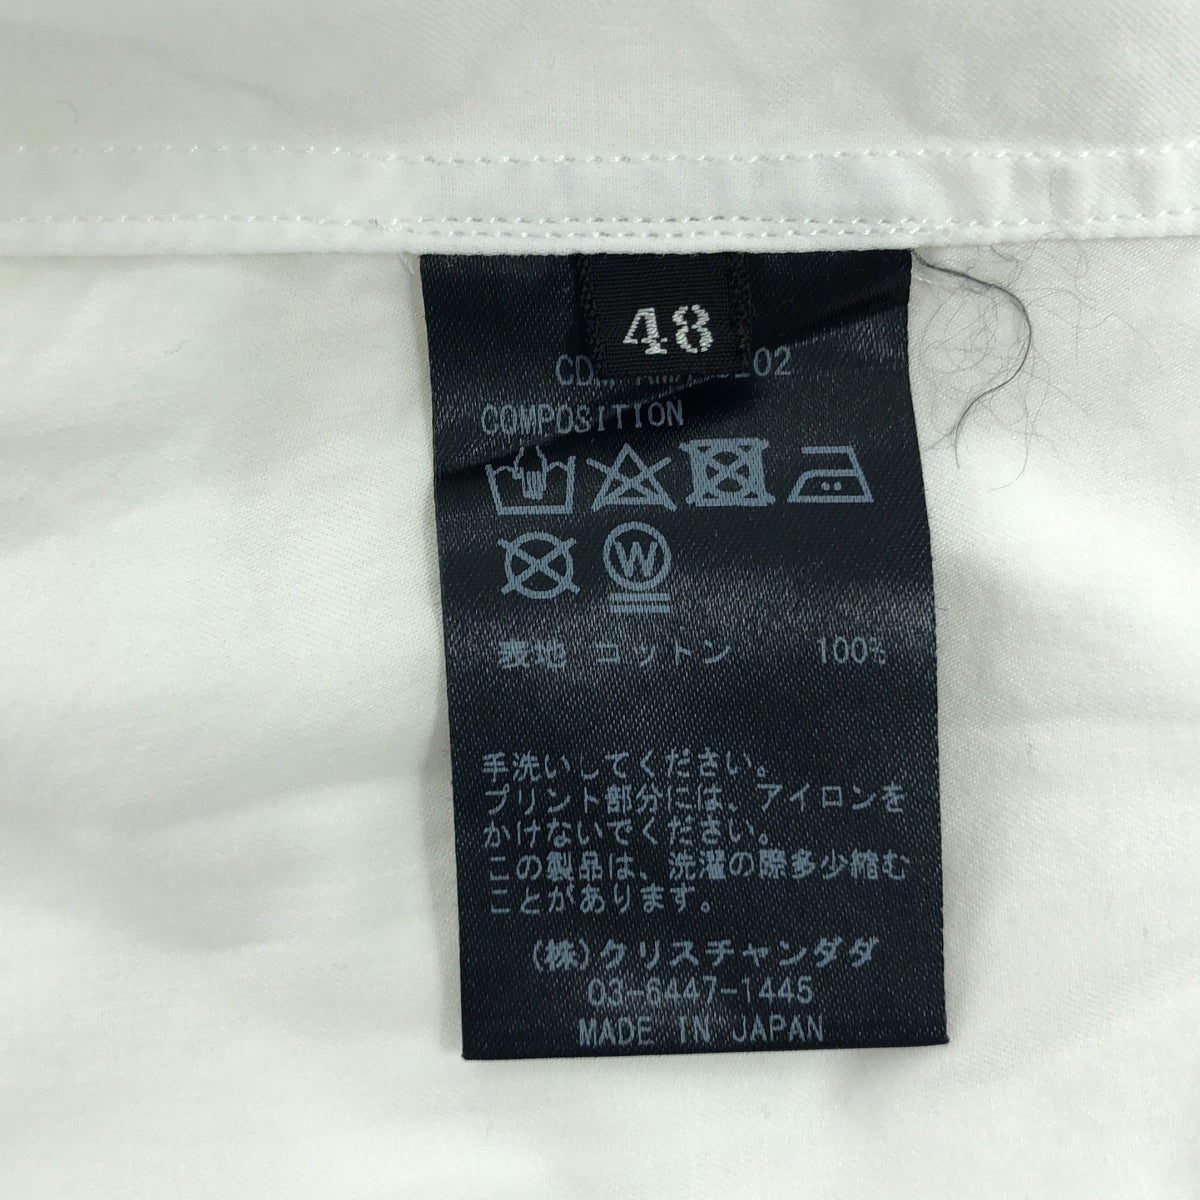 48
COMPOSITION
W
表地 コットン 100%
手洗いしてください。
プリント部分には、アイロンを
かけないでください。
この製品は、洗濯の際多少縮む
ことがあります。
(株)クリスチャンダダ
03-6447-1445
MADE IN JAPAN